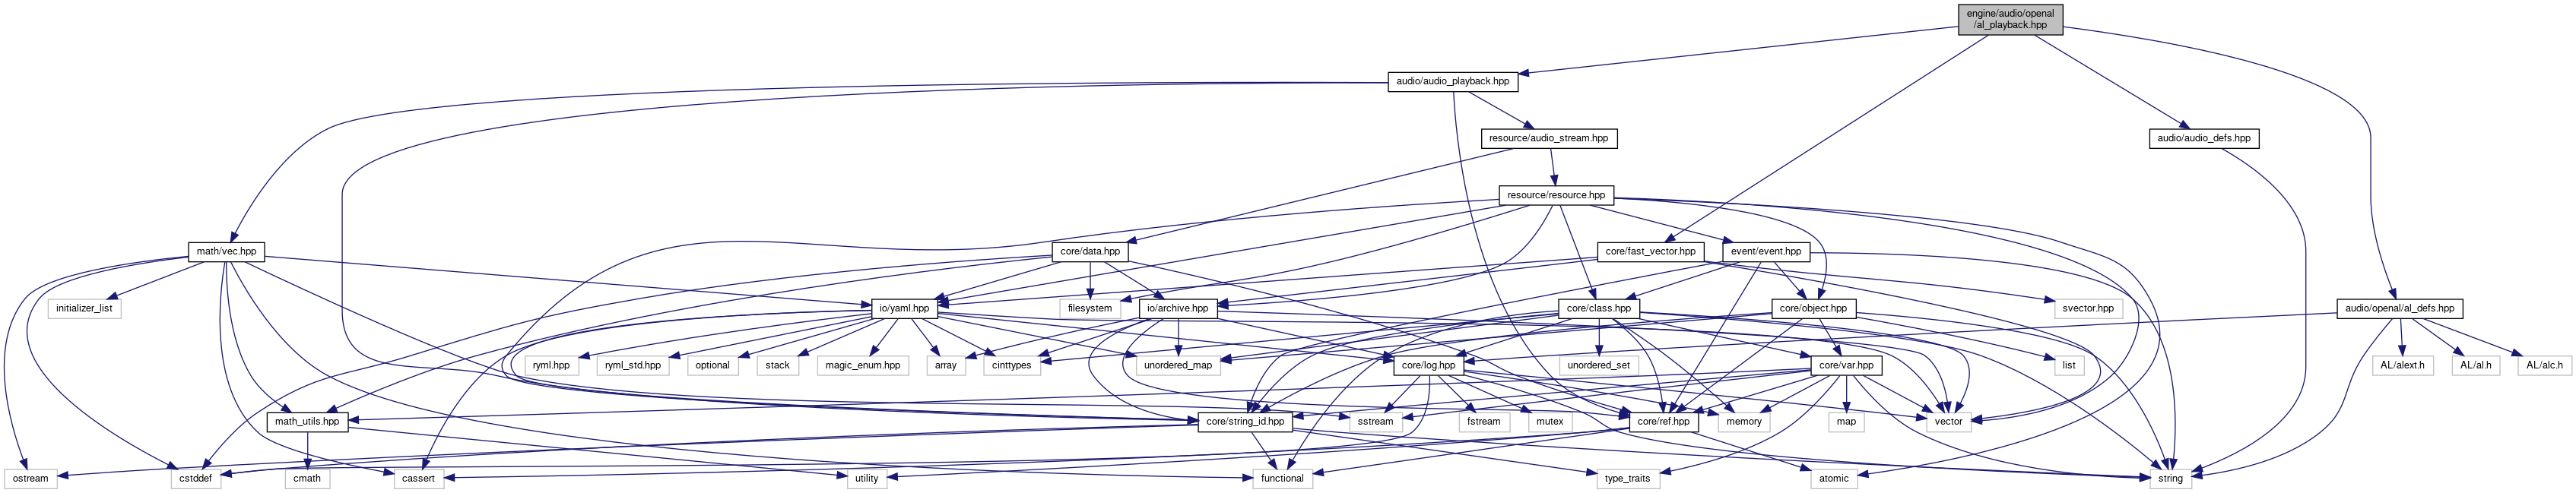 engine/audio/openal
/al_playback.hpp
audio/audio_playback.hpp
resource/audio_stream.hpp
audio/audio_defs.hpp
resource/resource.hpp
math/vec.hpp
core/data.hpp
core/fast_vector.hpp
event/event.hpp
initializer_list
io/yaml.hpp
filesystem
io/archive.hpp
core/class.hpp
core/object.hpp
svector.hpp
audio/openal/al_defs.hpp
ryml.hpp
ryml_std.hpp
optional
stack
magic_enum.hpp
array
cinttypes
unordered_map
core/log.hpp
unordered_set
core/var.hpp
list
AL/alext.h
AL/al.h
AL/alc.h
math_utils.hpp
core/string_id.hpp
sstream
fstream
mutex
core/ref.hpp
memory
map
vector
ostream
cstddef
cmath
cassert
utility
functional
type_traits
atomic
string